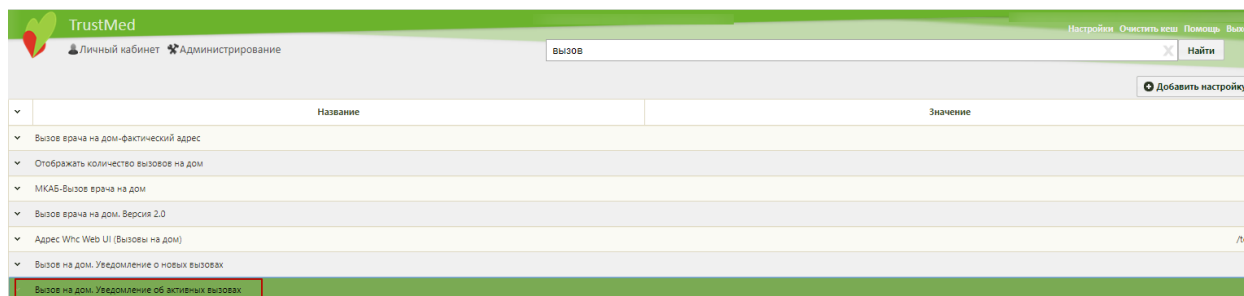 TrustMed
Настройки Очистить кеш Помощь
Личный кабинет Администрирование
вызов
Найти
Добавить настройку
Название Значение
Вызов врача на дом-фактический адрес
Отображать количество вызовов на дом
МКАБ-Вызов врача на дом
Вызов врача на дом. Версия 2.0
Адрес Whc Web UI (Вызовы на дом)
Вызов на дом. Уведомление о новых вызовах
Вызов на дом. Уведомление об активных вызовах